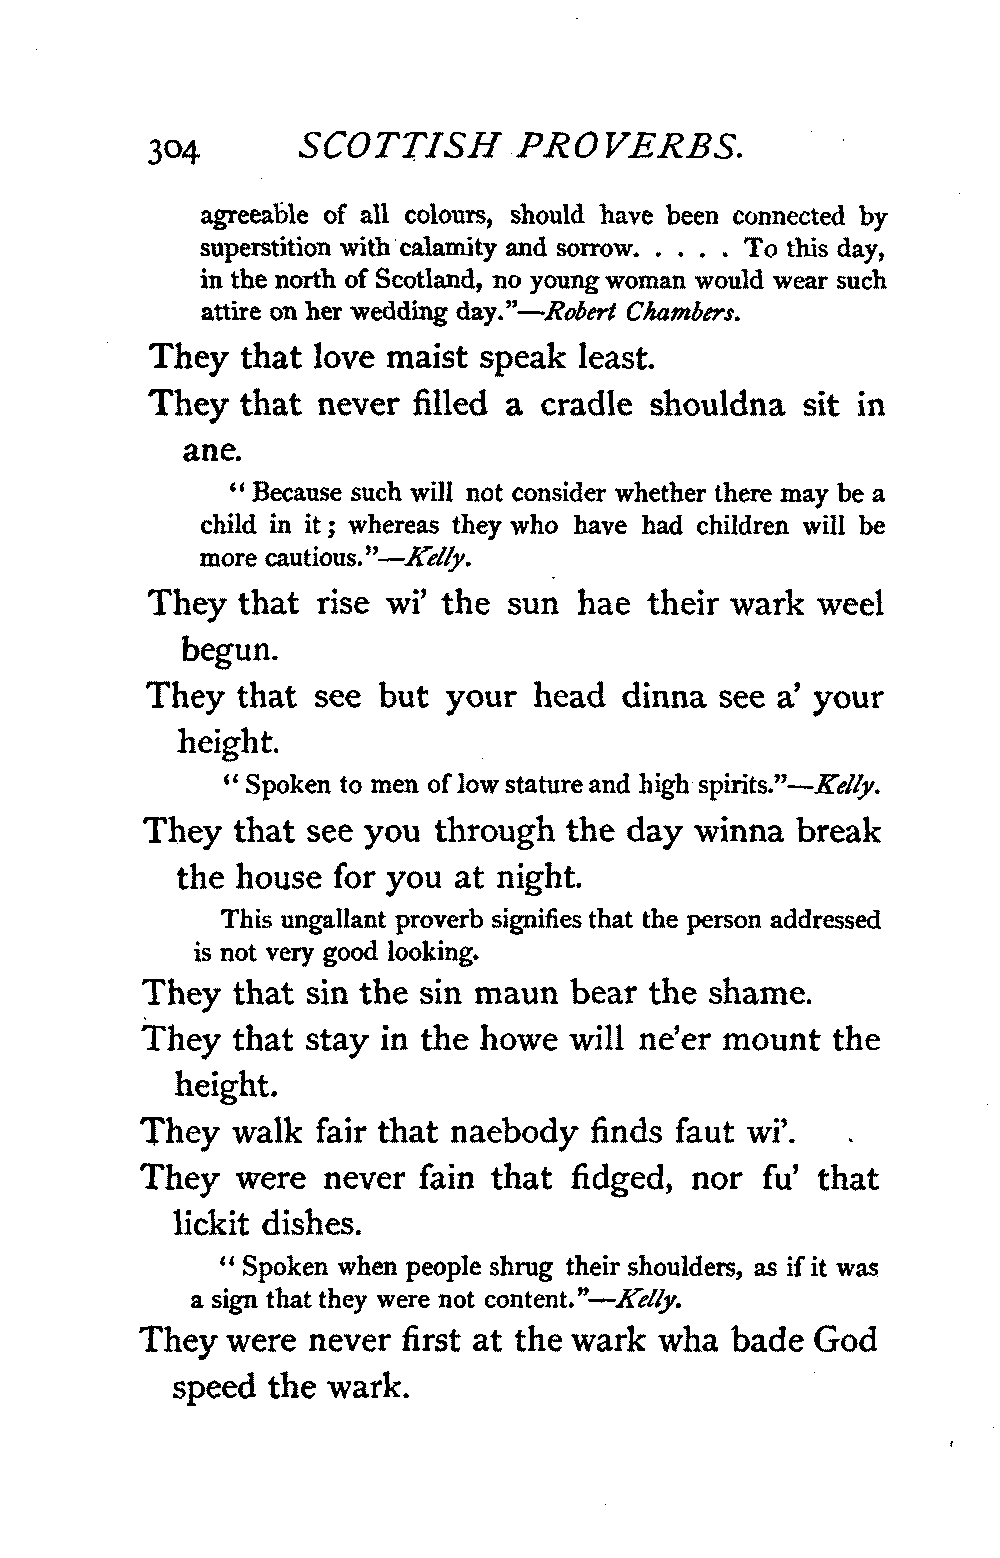 304 SCOTTISH PROVERBS.
agreeable of all colours, should have been connected by
superstition with calamity and sorrow. . . . . To this day,
in the north of Scotland, no young woman would wear such
attire on her wedding day."—Robert Chambers.
They that love maist speak least.
They that never filled a cradle shouldna sit in
ane.
"Because such will not consider whether there may be a
child in it; whereas they who have had children will be
more cautious."—Kelly.
They that rise wi' the sun hae their wark weel
begun.
They that see but your head dinna see a' your
height.
"Spoken to men of low stature and high spirits."—Kelly.
They that see you through the day winna break
the house for you at night.
This ungallant proverb signifies that the person addressed
is not very good looking.
They that sin the sin maun bear the shame.
They that stay in the howe will ne'er mount the
height.
They walk fair that naebody finds faut wi'.
They were never fain that fidged, nor fu' that
lickit dishes.
"Spoken when people shrug their shoulders, as if it was
a sign that they were not content."—Kelly.
They were never first at the wark wha bade God
speed the wark.